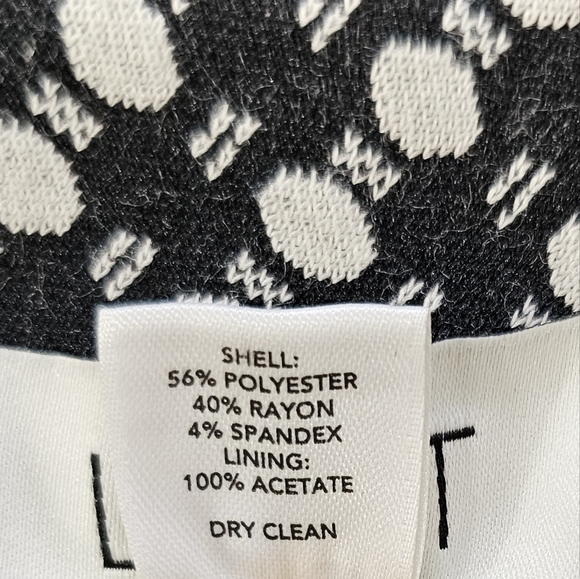 SHELL:
56% POLYESTER
40% RAYON
4% SPANDEX
LINING:
100% ACETATE
DRY CLEAN